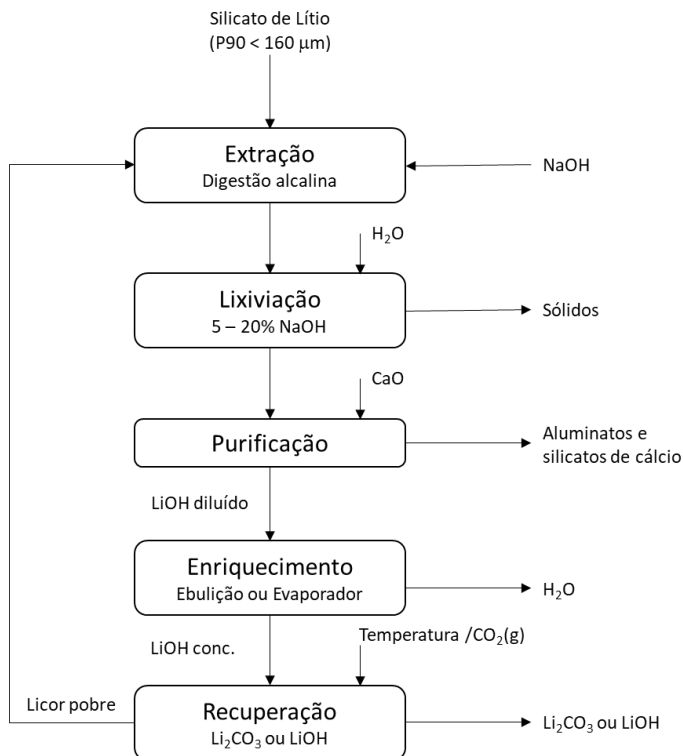 Silicato de Lítio
(P90 < 160 µm)
Extração
Digestão alcalina
NaOH
H₂O
Lixiviação
5 – 20% NaOH
Sólidos
CaO
Purificação
Aluminatos e
silicatos de cálcio
LiOH diluído
Enriquecimento
Ebulição ou Evaporador
H₂O
LiOH conc.
Temperatura /CO₂(g)
Licor pobre
Recuperação
Li₂CO₃ ou LiOH
Li₂CO₃ ou LiOH